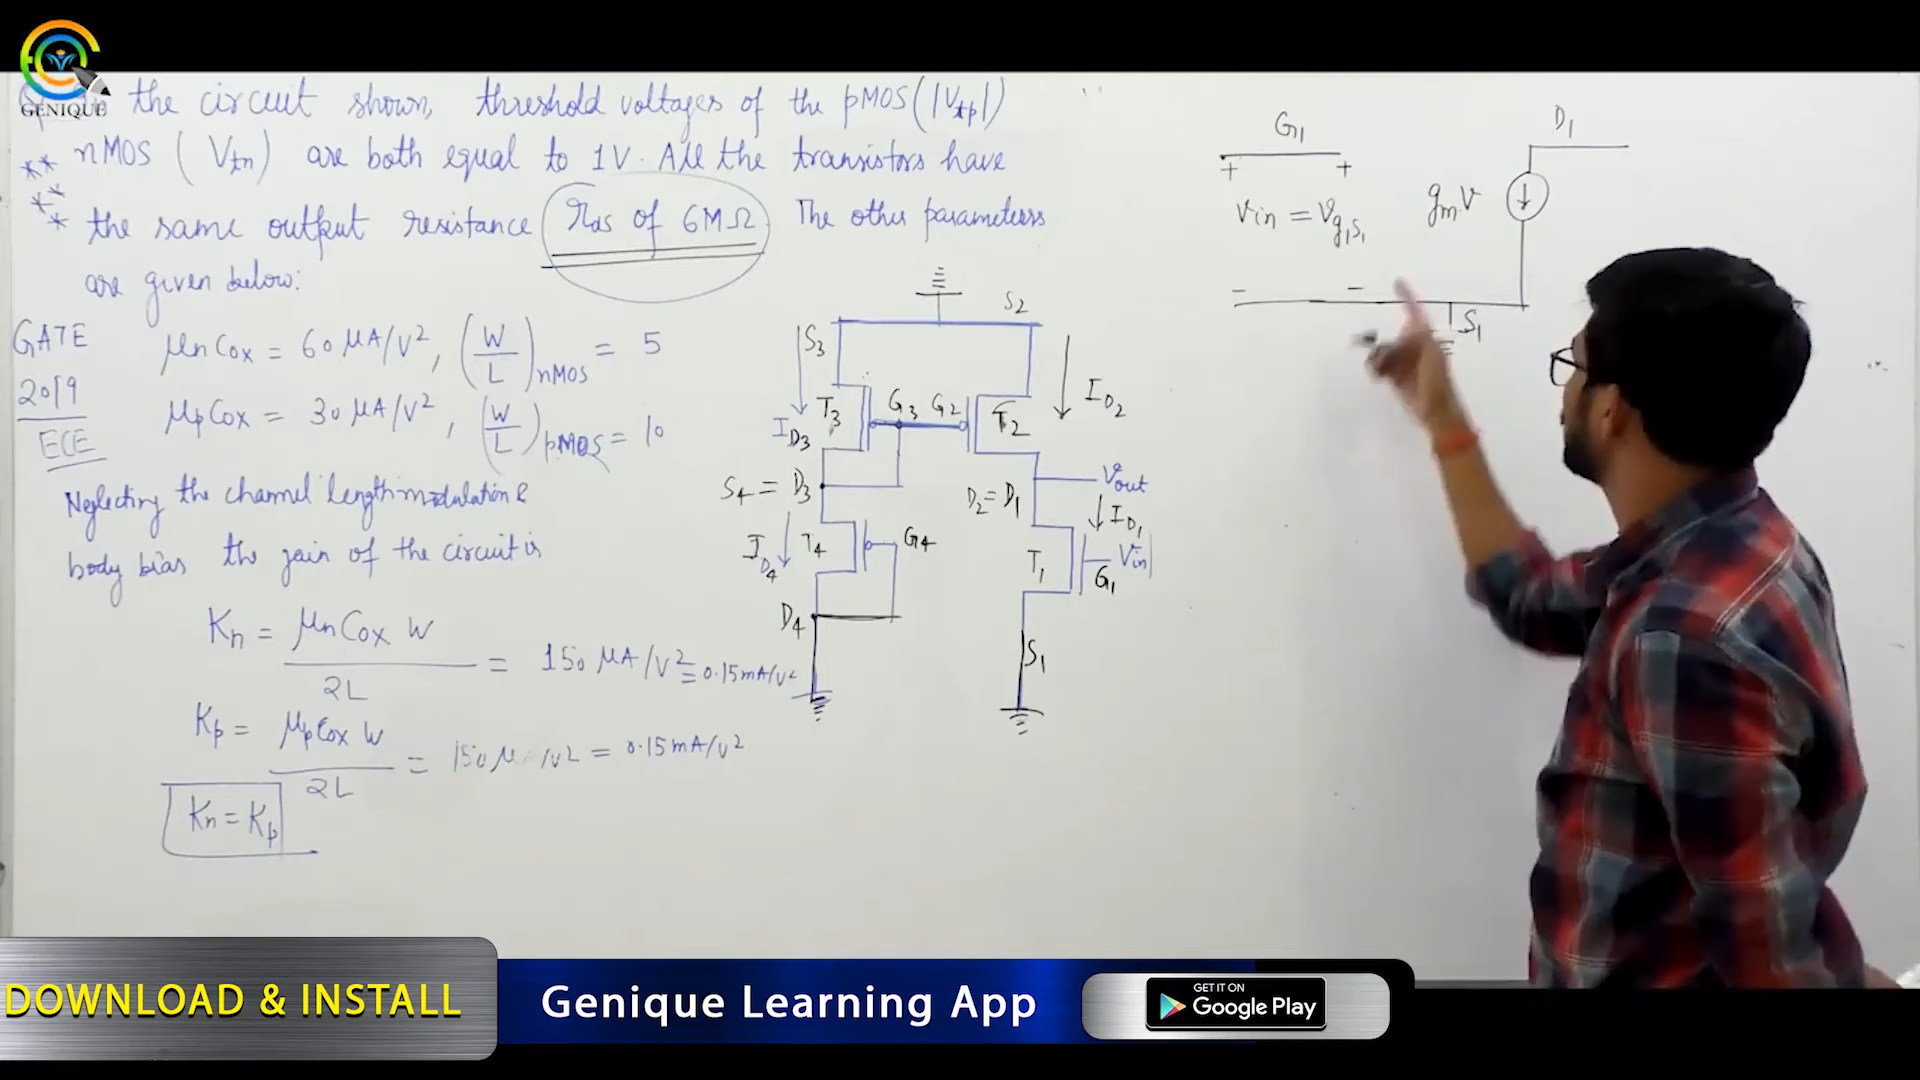 GENIQUE
the circuit shown, threshold voltages of the pMOS (|Vtp|)
** nMOS ( Vtn) are both equal to 1V. All the transistors have
** the same output resistance rds of 6MΩ The other parameters
are given below:
GATE
2019
ECE
μnCox = 60 μA/V², (W/L)nMOS = 5
μpCox = 30 μA/V², (W/L)pMOS = 10
Neglecting the channel length modulation &
body bias the gain of the circuit is
Kn = μnCox W / 2L = 150 μA/V² = 0.15mA/V²
Kp = μpCox W / 2L = 150 μ /V² = 0.15mA/V²
Kn = Kp
S3
S2
T3
G3 G2
T2
ID3
ID2
S4 = D3
D2 = D1
Vout
ID1
ID4
T4
G4
T1
G1
Vin
D4
S1
G1
D1
+ +
Vin = Vg1s1
gmV
- -
S1
DOWNLOAD & INSTALL
Genique Learning App
GET IT ON
Google Play